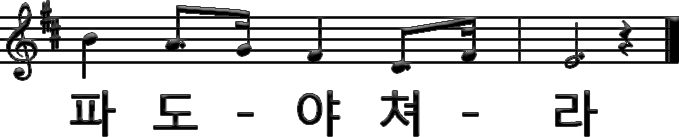 파 도 - 야 쳐 - 라